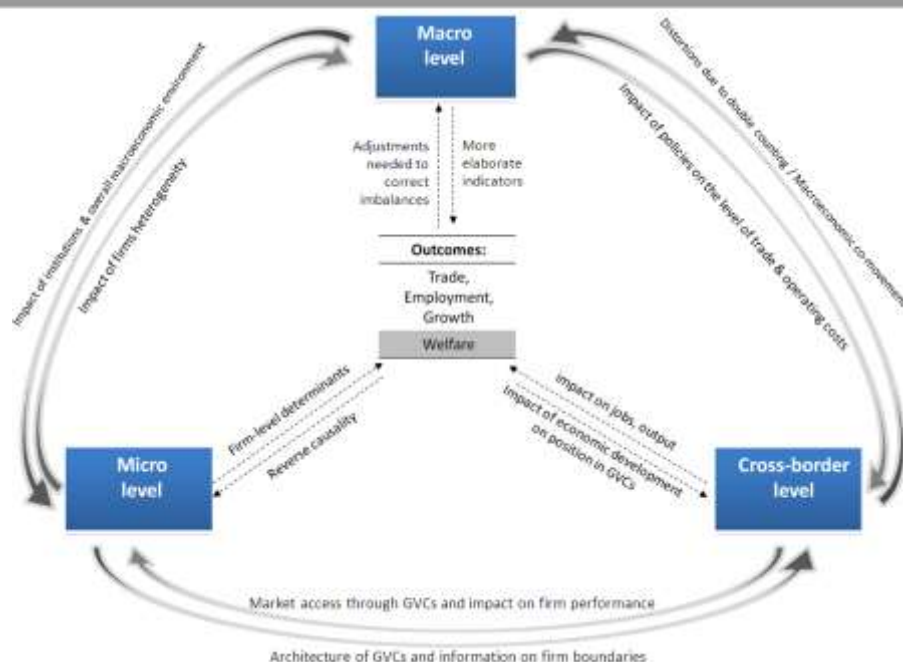 Macro
level
Impact of institutions & overall macroeconomic environment
Impact of firms heterogeneity
Distortions due to double counting / Macroeconomic co-movement
Impact of policies on the level of trade & operating costs
Adjustments
needed to
correct
imbalances
More
elaborate
indicators
Outcomes:
Trade,
Employment,
Growth
Welfare
Firm-level determinants
Reverse causality
impact on jobs, output
Impact of economic development
on position in GVCs
Micro
level
Cross-border
level
Market access through GVCs and impact on firm performance
Architecture of GVCs and information on firm boundaries